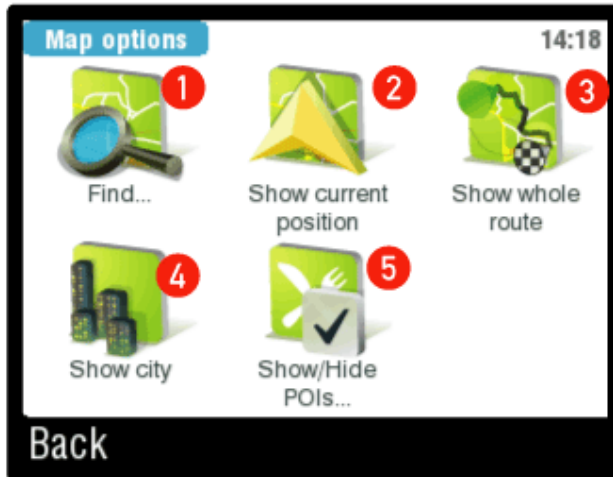 Map options 14:18
1 2 3
Find...
Show current
position
Show whole
route
4 5
Show city
Show/Hide
POIs...
Back